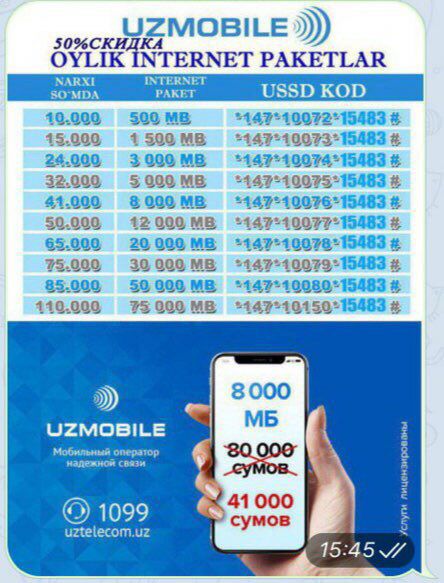 UZMOBILE
50%СКИДКА
OYLIK INTERNET PAKETLAR
NARXI SO'MDA INTERNET PAKET USSD KOD
10.000 500 MB *147*10072*15483 #
15.000 1 500 MB *147*10073*15483 #
24.000 3 000 MB *147*10074*15483 #
32.000 5 000 MB *147*10075*15483 #
41.000 8 000 MB *147*10076*15483 #
50.000 12 000 MB *147*10077*15483 #
65.000 20 000 MB *147*10078*15483 #
75.000 30 000 MB *147*10079*15483 #
85.000 50 000 MB *147*10080*15483 #
110.000 75 000 MB *147*10150*15483 #
UZMOBILE
Мобильный оператор
надежной связи
1099
uztelecom.uz
8 000
МБ
80 000
сумов
41 000
сумов
Услуги лицензированы
15:45